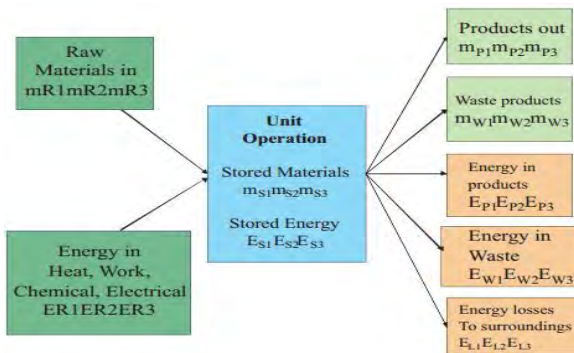 Raw
Materials in
mR1mR2mR3
Energy in
Heat, Work,
Chemical, Electrical
ER1ER2ER3
Unit
Operation
Stored Materials
mS1mS2mS3
Stored Energy
ES1ES2ES3
Products out
mP1mP2mP3
Waste products
mW1mW2mW3
Energy in
products
EP1EP2EP3
Energy in
Waste
EW1EW2EW3
Energy losses
To surroundings
EL1EL2EL3